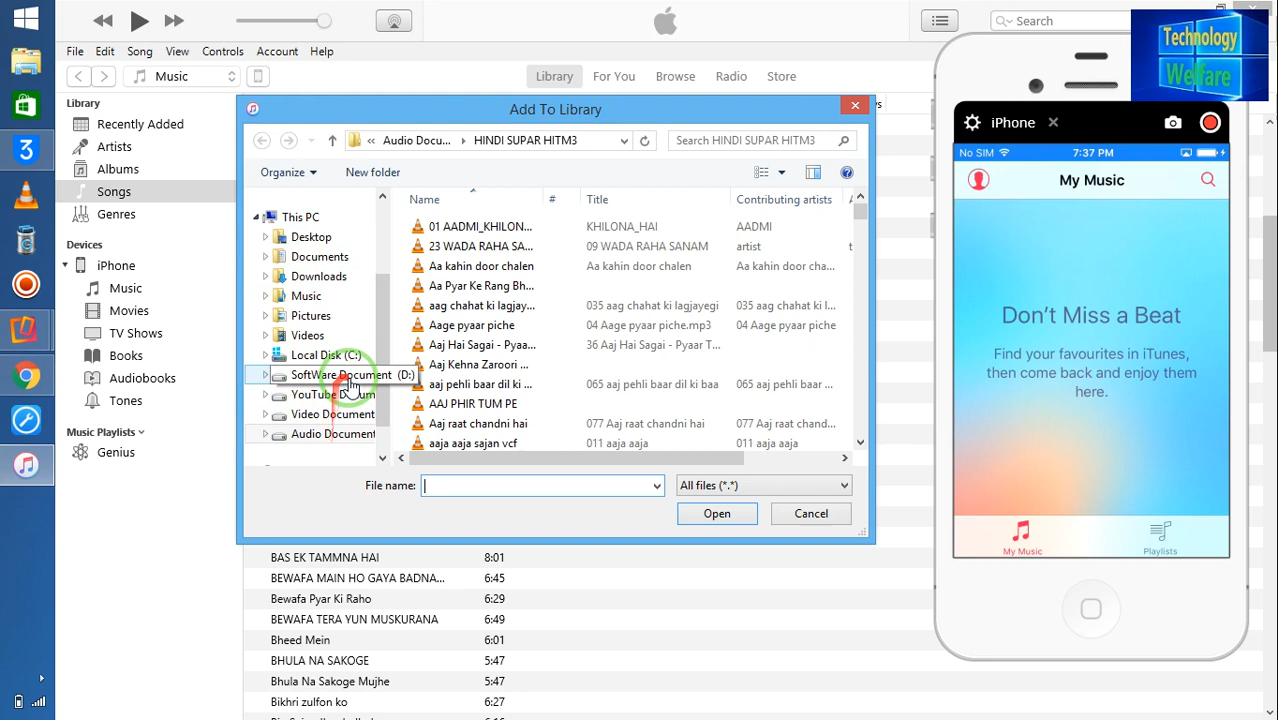 Search
File Edit Song View Controls Account Help
Music
Library For You Browse Radio Store
Technology
Welfare
Library
Recently Added
Artists
Albums
Songs
Genres
Devices
iPhone
Music
Movies
TV Shows
Books
Audiobooks
Tones
Music Playlists
Genius
Add To Library
« Audio Docu... HINDI SUPAR HITM3
Search HINDI SUPAR HITM3
Organize New folder
This PC
Desktop
Documents
Downloads
Music
Pictures
Videos
Local Disk (C:)
SoftWare Document (D:)
YouTube
Video Document
Audio Document
Name # Title Contributing artists
01 AADMI_KHILON... KHILONA_HAI AADMI
23 WADA RAHA SA... 09 WADA RAHA SANAM artist
Aa kahin door chalen Aa kahin door chalen Aa kahin door cha...
Aa Pyar Ke Rang Bh...
aag chahat ki lagjay... 035 aag chahat ki lagjayegi 035 aag chahat ki l...
Aage pyaar piche 04 Aage pyaar piche.mp3 04 Aage pyaar piche
Aaj Hai Sagai - Pyaa... 36 Aaj Hai Sagai - Pyaar T...
Aaj Kehna Zaroori ...
aaj pehli baar dil ki ... 065 aaj pehli baar dil ki baa 065 aaj pehli baar ...
AAJ PHIR TUM PE
Aaj raat chandni hai 077 Aaj raat chandni hai 077 Aaj raat chand...
aaja aaja sajan vcf 011 aaja aaja 011 aaja aaja
File name: All files (*.*)
Open Cancel
BAS EK TAMMNA HAI 8:01
BEWAFA MAIN HO GAYA BADNA... 6:45
Bewafa Pyar Ki Raho 6:29
BEWAFA TERA YUN MUSKURANA 6:49
Bheed Mein 6:01
BHULA NA SAKOGE 5:47
Bhula Na Sakoge Mujhe 5:47
Bikhri zulfon ko 6:27
iPhone
No SIM 7:37 PM
My Music
Don't Miss a Beat
Find your favourites in iTunes,
then come back and enjoy them
here.
My Music Playlists